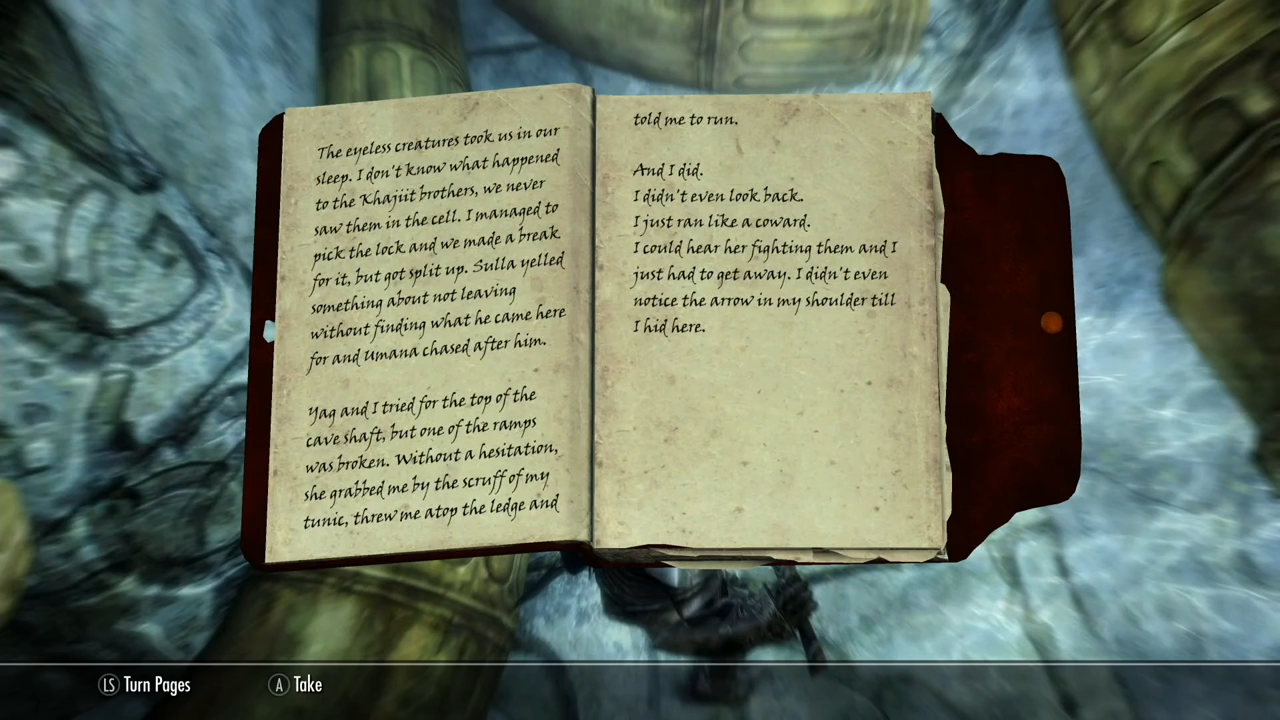 The eyeless creatures took us in our
sleep. I don't know what happened
to the Khajiit brothers, we never
saw them in the cell. I managed to
pick the lock and we made a break
for it, but got split up. Sulla yelled
something about not leaving
without finding what he came here
for and Umana chased after him.
Yag and I tried for the top of the
cave shaft, but one of the ramps
was broken. Without a hesitation,
she grabbed me by the scruff of my
tunic, threw me atop the ledge and
told me to run.
And I did.
I didn't even look back.
I just ran like a coward.
I could hear her fighting them and I
just had to get away. I didn't even
notice the arrow in my shoulder till
I hid here.
LS Turn Pages
A Take